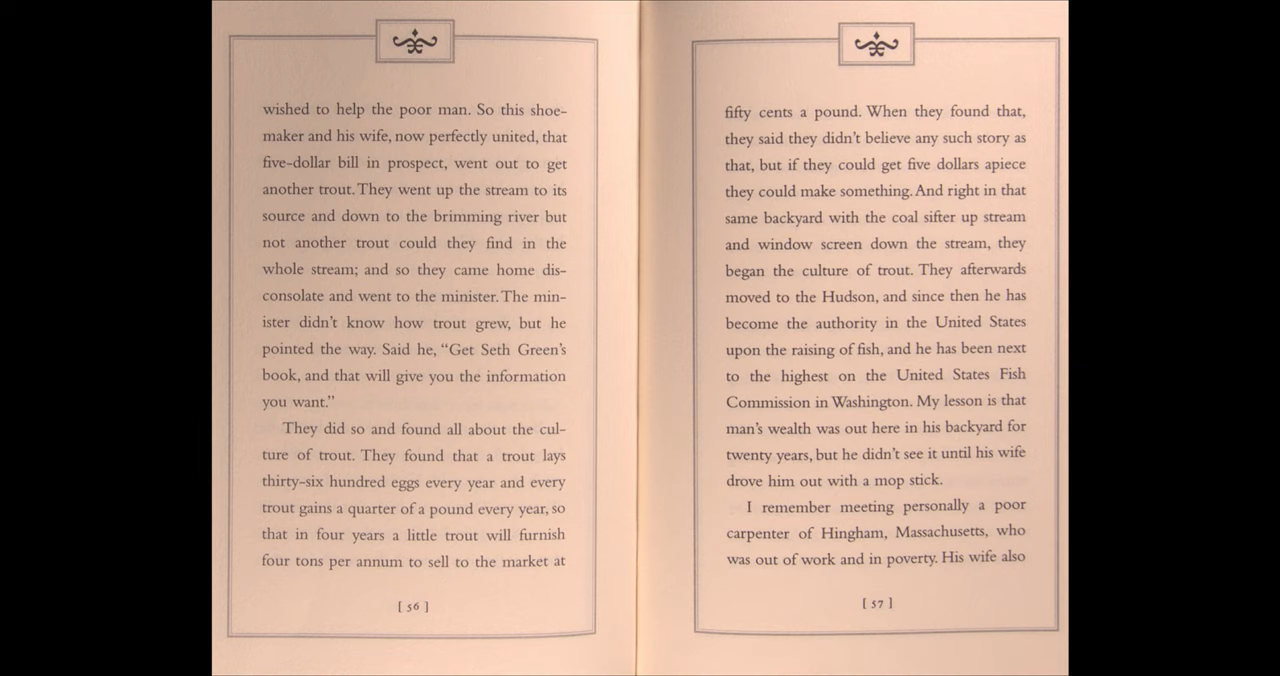 wished to help the poor man. So this shoe-
maker and his wife, now perfectly united, that
five-dollar bill in prospect, went out to get
another trout. They went up the stream to its
source and down to the brimming river but
not another trout could they find in the
whole stream; and so they came home dis-
consolate and went to the minister. The min-
ister didn't know how trout grew, but he
pointed the way. Said he, “Get Seth Green's
book, and that will give you the information
you want.”
They did so and found all about the cul-
ture of trout. They found that a trout lays
thirty-six hundred eggs every year and every
trout gains a quarter of a pound every year, so
that in four years a little trout will furnish
four tons per annum to sell to the market at
[ 56 ]
fifty cents a pound. When they found that,
they said they didn't believe any such story as
that, but if they could get five dollars apiece
they could make something. And right in that
same backyard with the coal sifter up stream
and window screen down the stream, they
began the culture of trout. They afterwards
moved to the Hudson, and since then he has
become the authority in the United States
upon the raising of fish, and he has been next
to the highest on the United States Fish
Commission in Washington. My lesson is that
man's wealth was out here in his backyard for
twenty years, but he didn't see it until his wife
drove him out with a mop stick.
I remember meeting personally a poor
carpenter of Hingham, Massachusetts, who
was out of work and in poverty. His wife also
[ 57 ]